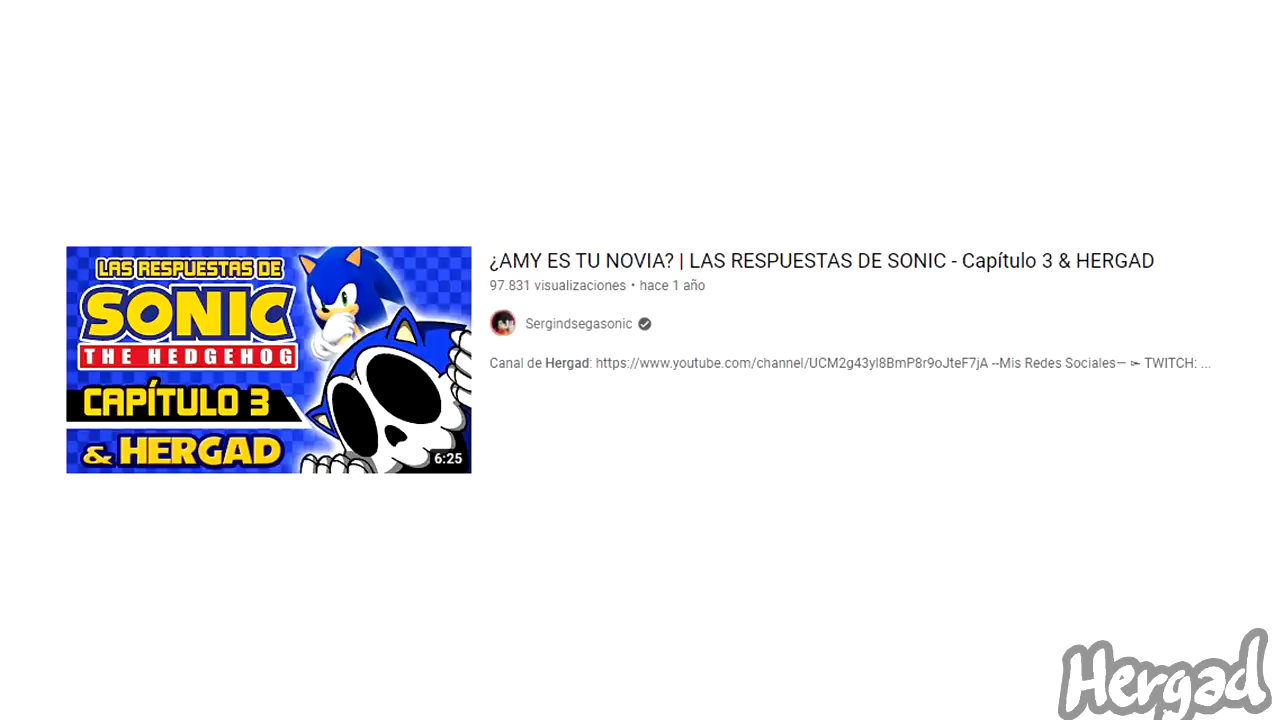 LAS RESPUESTAS DE
SONIC
THE HEDGEHOG
CAPÍTULO 3
& HERGAD
6:25
¿AMY ES TU NOVIA? | LAS RESPUESTAS DE SONIC - Capítulo 3 & HERGAD
97.831 visualizaciones • hace 1 año
Sergindsegasonic
Canal de Hergad: https://www.youtube.com/channel/UCM2g43yl8BmP8r9oJteF7jA --Mis Redes Sociales— ➣ TWITCH: ...
Hergad